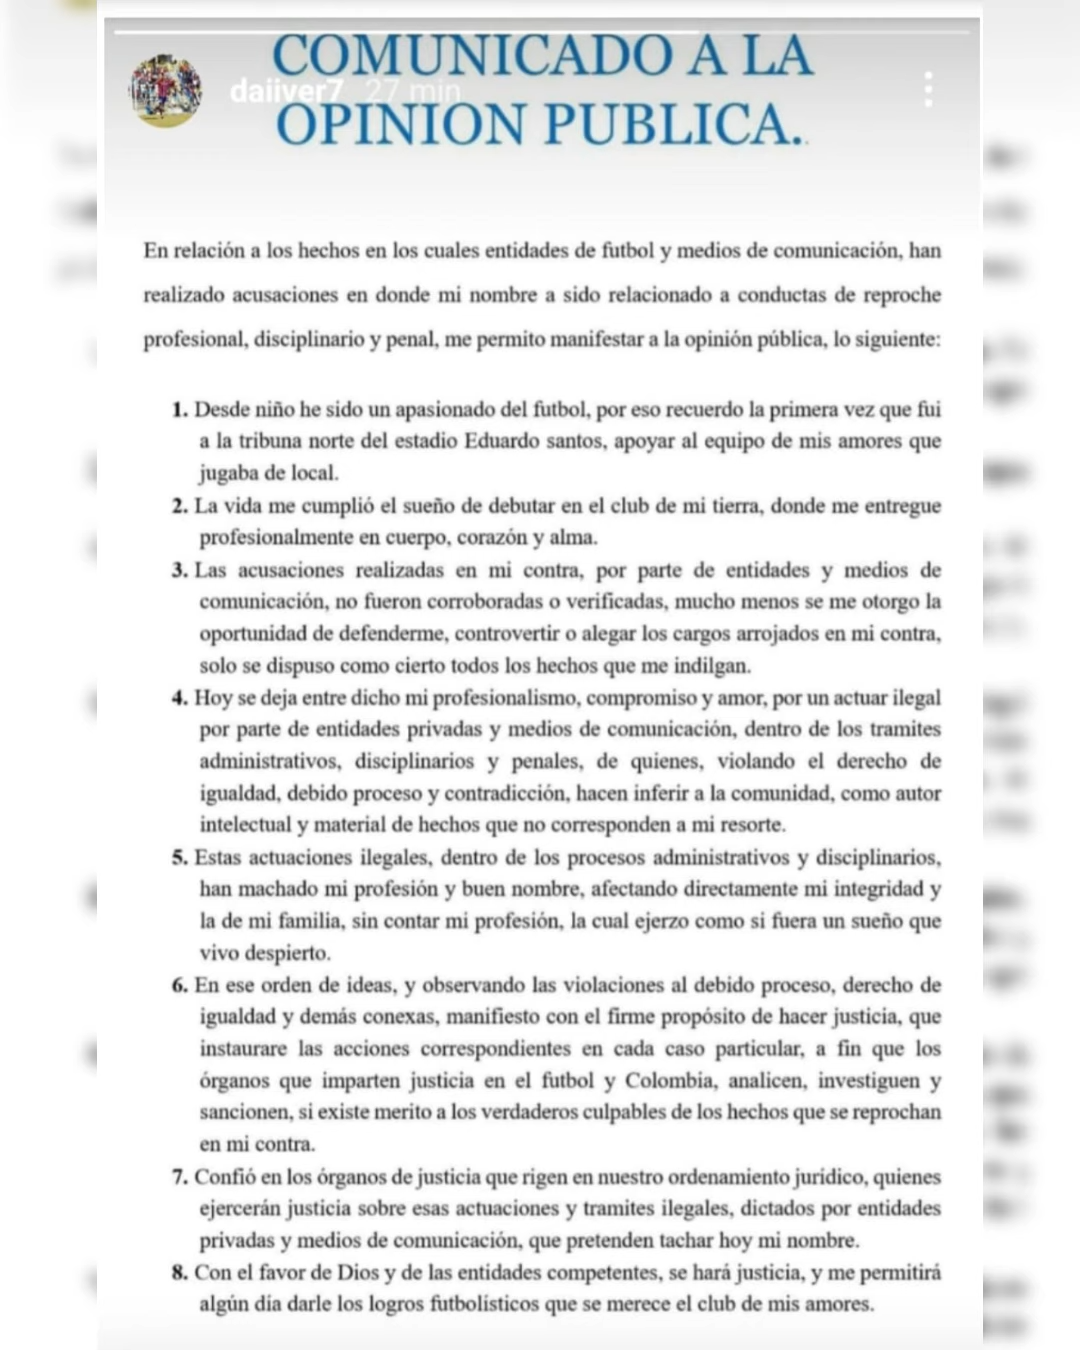 COMUNICADO A LA
daiiver7 27 min
OPINION PUBLICA..
En relación a los hechos en los cuales entidades de futbol y medios de comunicación, han
realizado acusaciones en donde mi nombre a sido relacionado a conductas de reproche
profesional, disciplinario y penal, me permito manifestar a la opinión pública, lo siguiente:
1. Desde niño he sido un apasionado del futbol, por eso recuerdo la primera vez que fui
a la tribuna norte del estadio Eduardo santos, apoyar al equipo de mis amores que
jugaba de local.
2. La vida me cumplió el sueño de debutar en el club de mi tierra, donde me entregue
profesionalmente en cuerpo, corazón y alma.
3. Las acusaciones realizadas en mi contra, por parte de entidades y medios de
comunicación, no fueron corroboradas o verificadas, mucho menos se me otorgo la
oportunidad de defenderme, controvertir o alegar los cargos arrojados en mi contra,
solo se dispuso como cierto todos los hechos que me indilgan.
4. Hoy se deja entre dicho mi profesionalismo, compromiso y amor, por un actuar ilegal
por parte de entidades privadas y medios de comunicación, dentro de los tramites
administrativos, disciplinarios y penales, de quienes, violando el derecho de
igualdad, debido proceso y contradicción, hacen inferir a la comunidad, como autor
intelectual y material de hechos que no corresponden a mi resorte.
5. Estas actuaciones ilegales, dentro de los procesos administrativos y disciplinarios,
han machado mi profesión y buen nombre, afectando directamente mi integridad y
la de mi familia, sin contar mi profesión, la cual ejerzo como si fuera un sueño que
vivo despierto.
6. En ese orden de ideas, y observando las violaciones al debido proceso, derecho de
igualdad y demás conexas, manifiesto con el firme propósito de hacer justicia, que
instaurare las acciones correspondientes en cada caso particular, a fin que los
órganos que imparten justicia en el futbol y Colombia, analicen, investiguen y
sancionen, si existe merito a los verdaderos culpables de los hechos que se reprochan
en mi contra.
7. Confió en los órganos de justicia que rigen en nuestro ordenamiento jurídico, quienes
ejercerán justicia sobre esas actuaciones y tramites ilegales, dictados por entidades
privadas y medios de comunicación, que pretenden tachar hoy mi nombre.
8. Con el favor de Dios y de las entidades competentes, se hará justicia, y me permitirá
algún día darle los logros futbolísticos que se merece el club de mis amores.